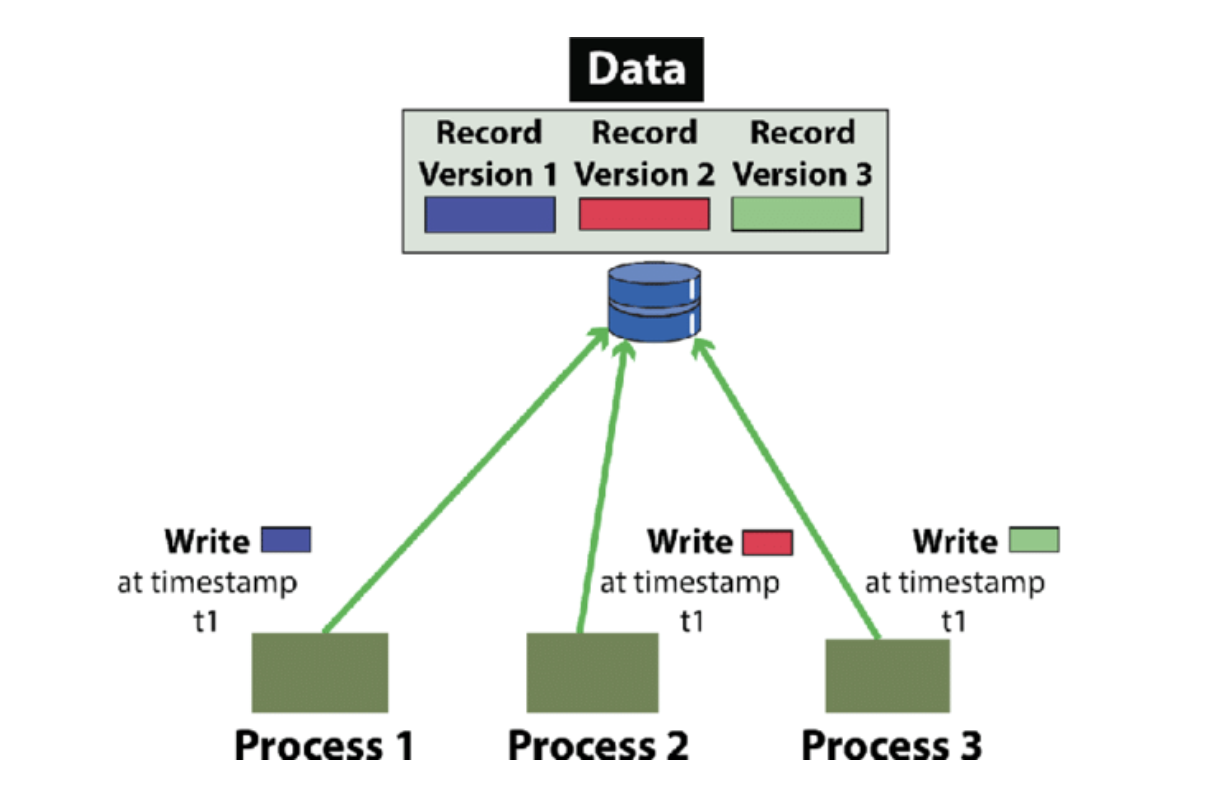 Data
Record Record Record
Version 1 Version 2 Version 3
Write Write Write
at timestamp at timestamp at timestamp
t1 t1 t1
Process 1 Process 2 Process 3